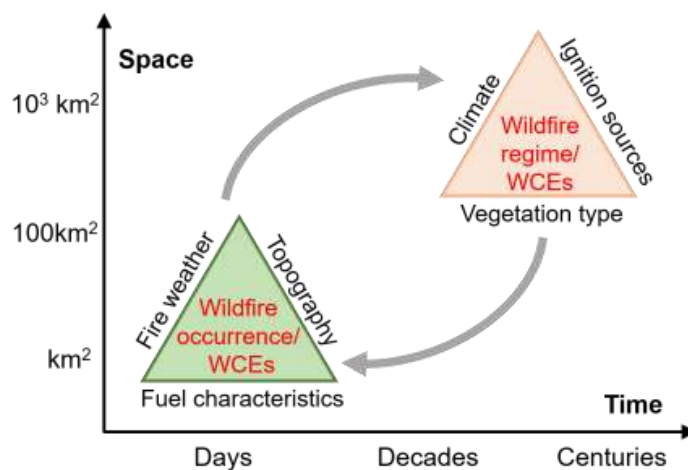 Space
10³ km²
100km²
km²
Climate
Ignition sources
Wildfire
regime/
WCEs
Vegetation type
Fire weather
Topography
Wildfire
occurrence/
WCEs
Fuel characteristics
Time
Days
Decades
Centuries